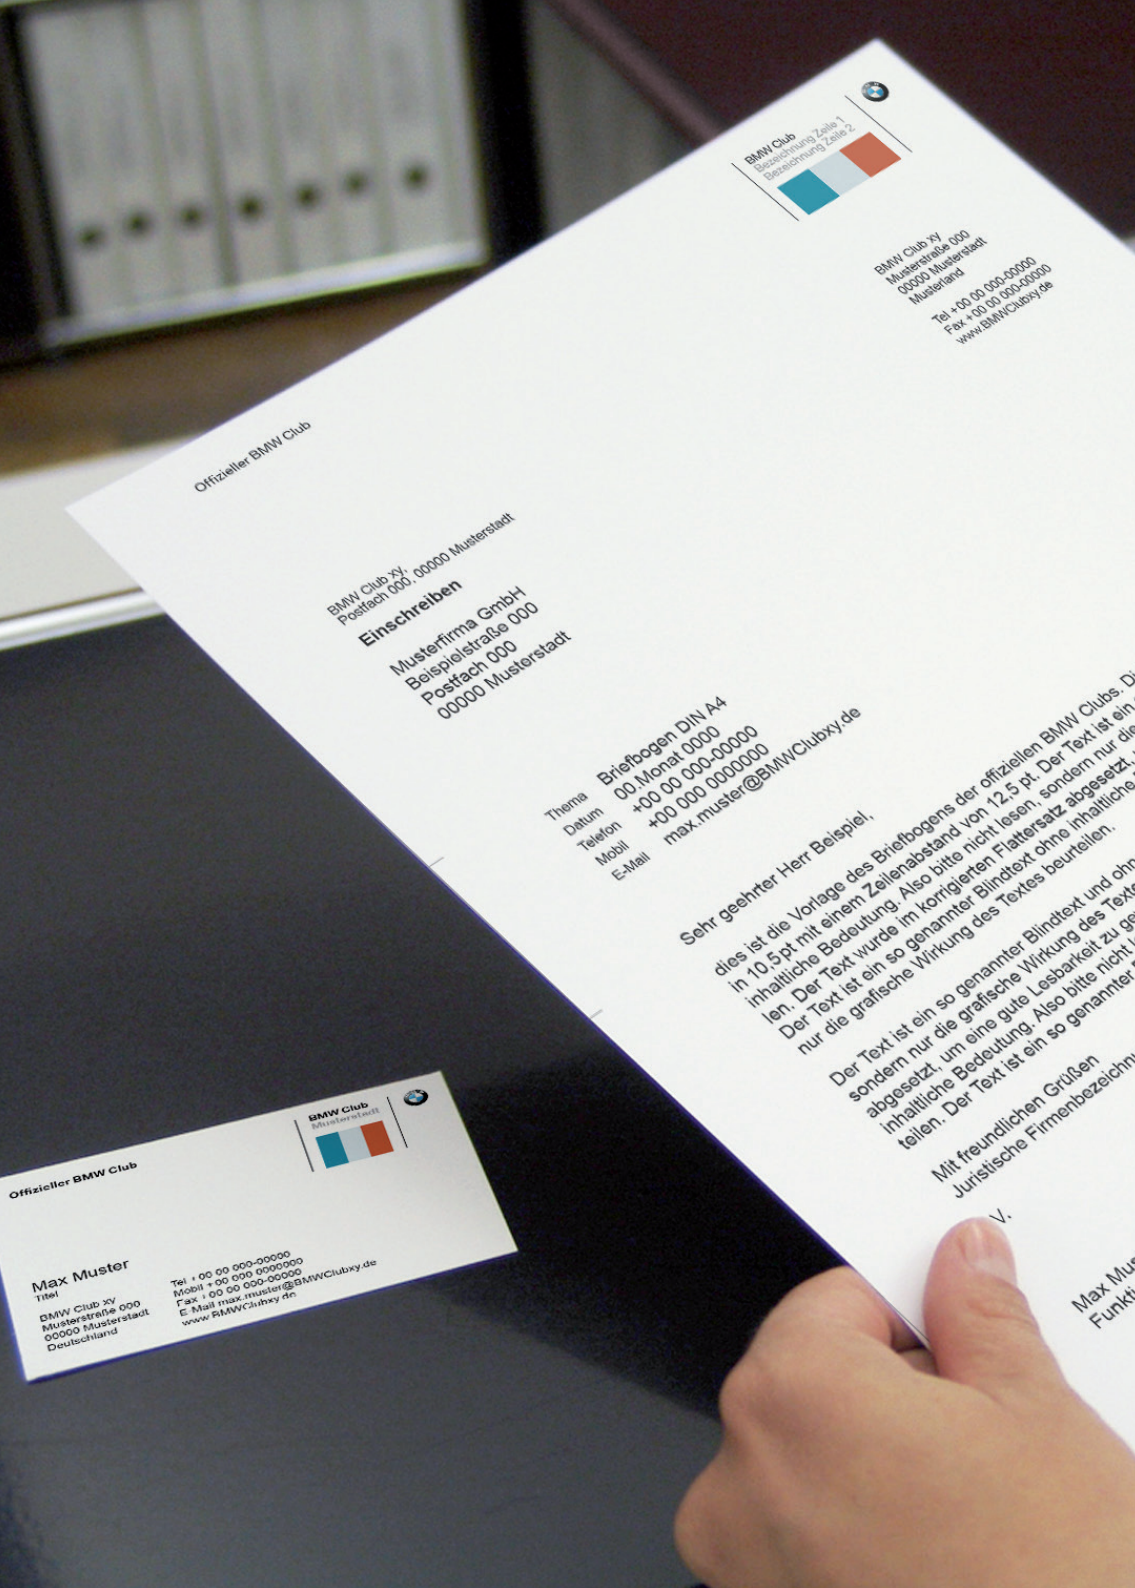 BMW Club
Bezeichnung Zeile 1
Bezeichnung Zeile 2
BMW Club xy
Musterstraße 000
00000 Musterstadt
Musterland
Tel +00 00 000-00000
Fax +00 00 000-00000
www.BMWClubxy.de
Offizieller BMW Club
BMW Club xy,
Postfach 000, 00000 Musterstadt
Einschreiben
Musterfirma GmbH
Beispielstraße 000
Postfach 000
00000 Musterstadt
Thema Briefbogen DIN A4
Datum 00.Monat 0000
Telefon +00 00 000-00000
Mobil +00 000 0000000
E-Mail max.muster@BMWClubxy.de
Sehr geehrter Herr Beispiel,
dies ist die Vorlage des Briefbogens der offiziellen BMW Clubs. Di
in 10,5 pt mit einem Zeilenabstand von 12,5 pt. Der Text ist ein
inhaltliche Bedeutung. Also bitte nicht lesen, sondern nur die
len. Der Text wurde im korrigierten Flattersatz abgesetzt,
Der Text ist ein so genannter Blindtext ohne inhaltliche
nur die grafische Wirkung des Textes beurteilen.
Der Text ist ein so genannter Blindtext und ohn
sondern nur die grafische Wirkung des Texte
abgesetzt, um eine gute Lesbarkeit zu ge
inhaltliche Bedeutung. Also bitte nicht
teilen. Der Text ist ein so genannter
Mit freundlichen Grüßen
Juristische Firmenbezeichn
V.
Max Mus
Funkti
BMW Club
Musterstadt
Offizieller BMW Club
Max Muster
Titel
BMW Club xy
Musterstraße 000
00000 Musterstadt
Deutschland
Tel +00 00 000-00000
Mobil +00 000 0000000
Fax +00 00 000-00000
E-Mail max.muster@BMWClubxy.de
www.BMWClubxy.de